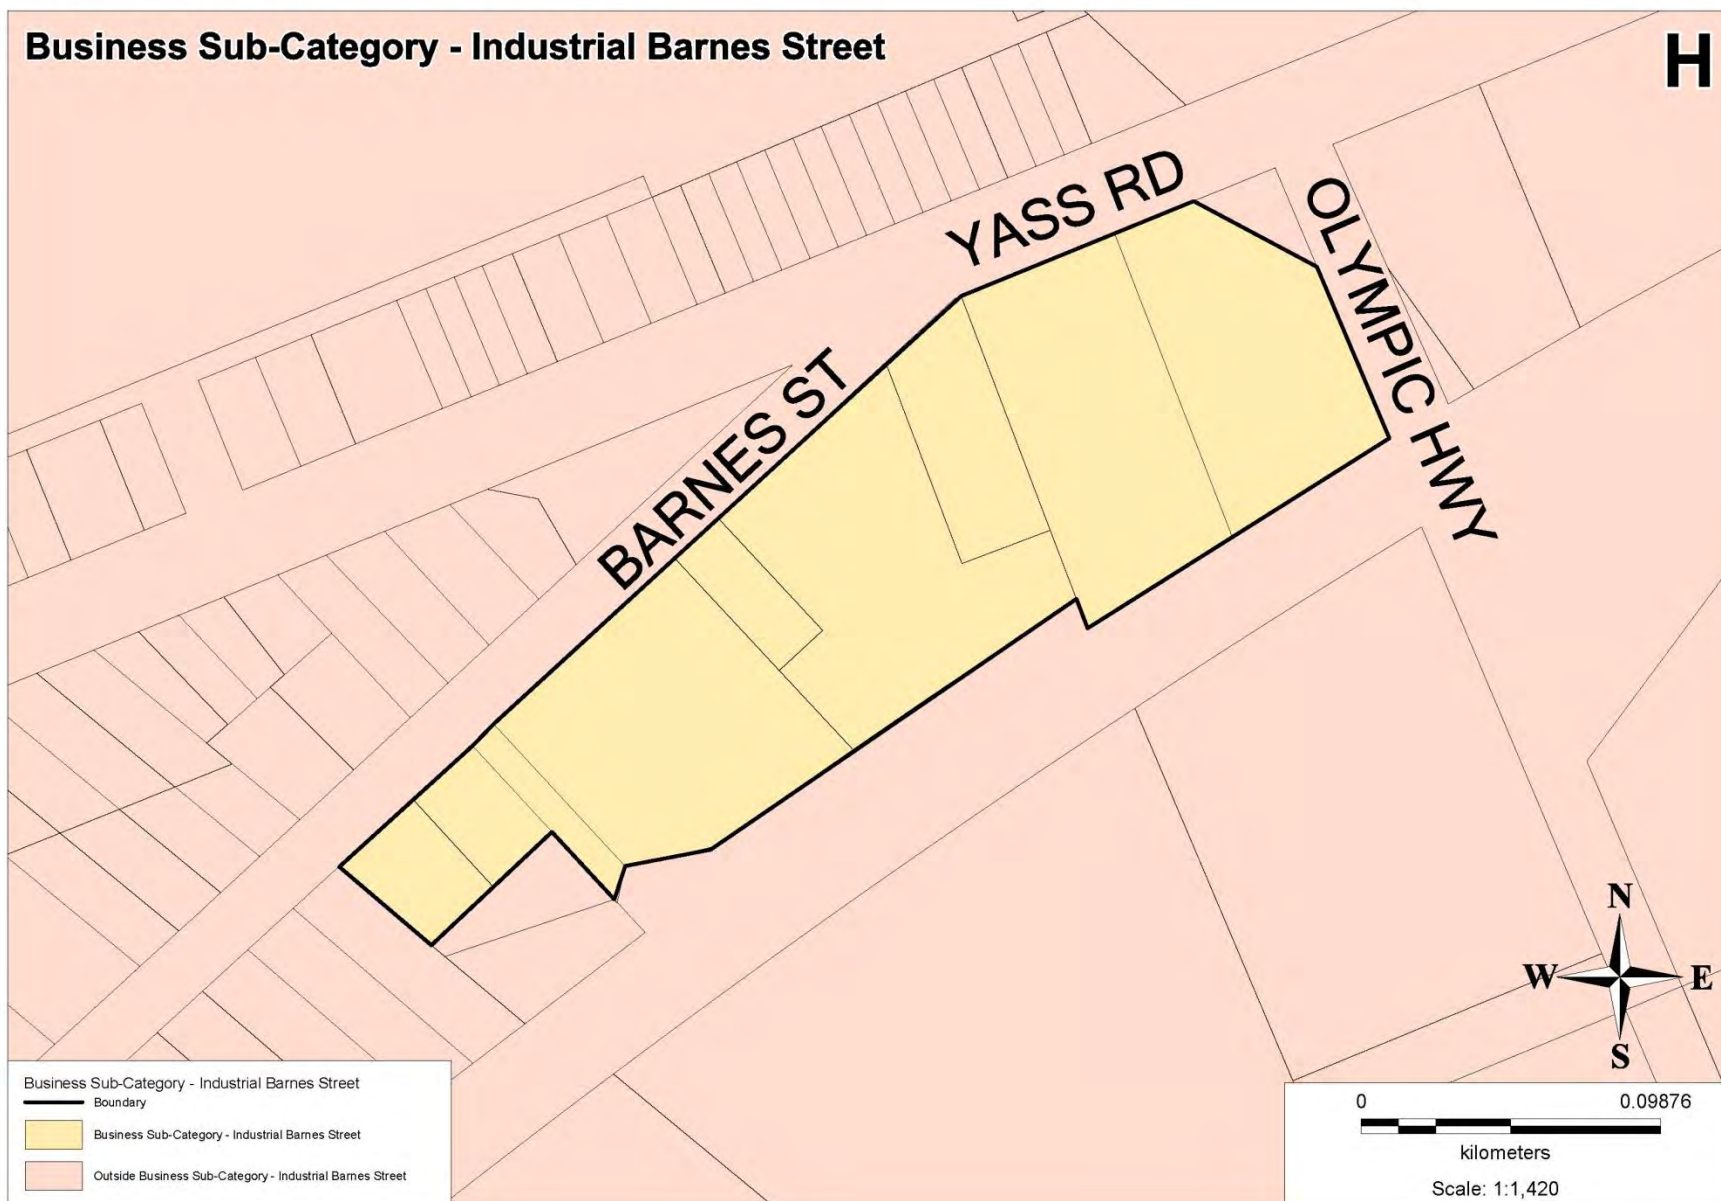 Business Sub-Category - Industrial Barnes Street
H
YASS RD
OLYMPIC HWY
BARNES ST
N
W
E
S
Business Sub-Category - Industrial Barnes Street
Boundary
Business Sub-Category - Industrial Barnes Street
Outside Business Sub-Category - Industrial Barnes Street
0
0.09876
kilometers
Scale: 1:1,420